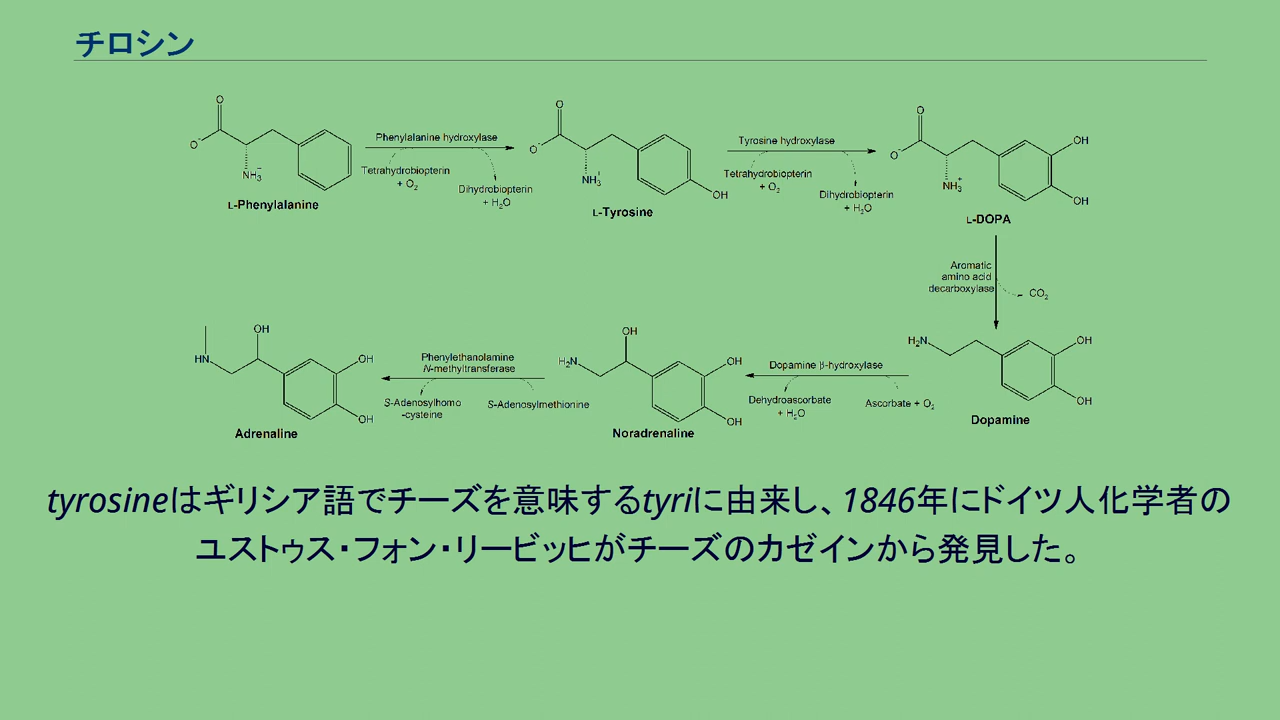 チロシン
O
O⁻
NH₃⁺
L-Phenylalanine
Phenylalanine hydroxylase
Tetrahydrobiopterin
+ O₂
Dihydrobiopterin
+ H₂O
O
O⁻
NH₃⁺
OH
L-Tyrosine
Tyrosine hydroxylase
Tetrahydrobiopterin
+ O₂
Dihydrobiopterin
+ H₂O
O
O⁻
NH₃⁺
OH
OH
L-DOPA
Aromatic
amino acid
decarboxylase
CO₂
H₂N
OH
OH
Dopamine
Dopamine β-hydroxylase
Ascorbate + O₂
Dehydroascorbate
+ H₂O
OH
H₂N
OH
OH
Noradrenaline
Phenylethanolamine
N-methyltransferase
S-Adenosylmethionine
S-Adenosylhomo
-cysteine
OH
HN
OH
OH
Adrenaline
tyrosineはギリシア語でチーズを意味するtyriに由来し、1846年にドイツ人化学者の
ユストゥス・フォン・リービッヒがチーズのカゼインから発見した。